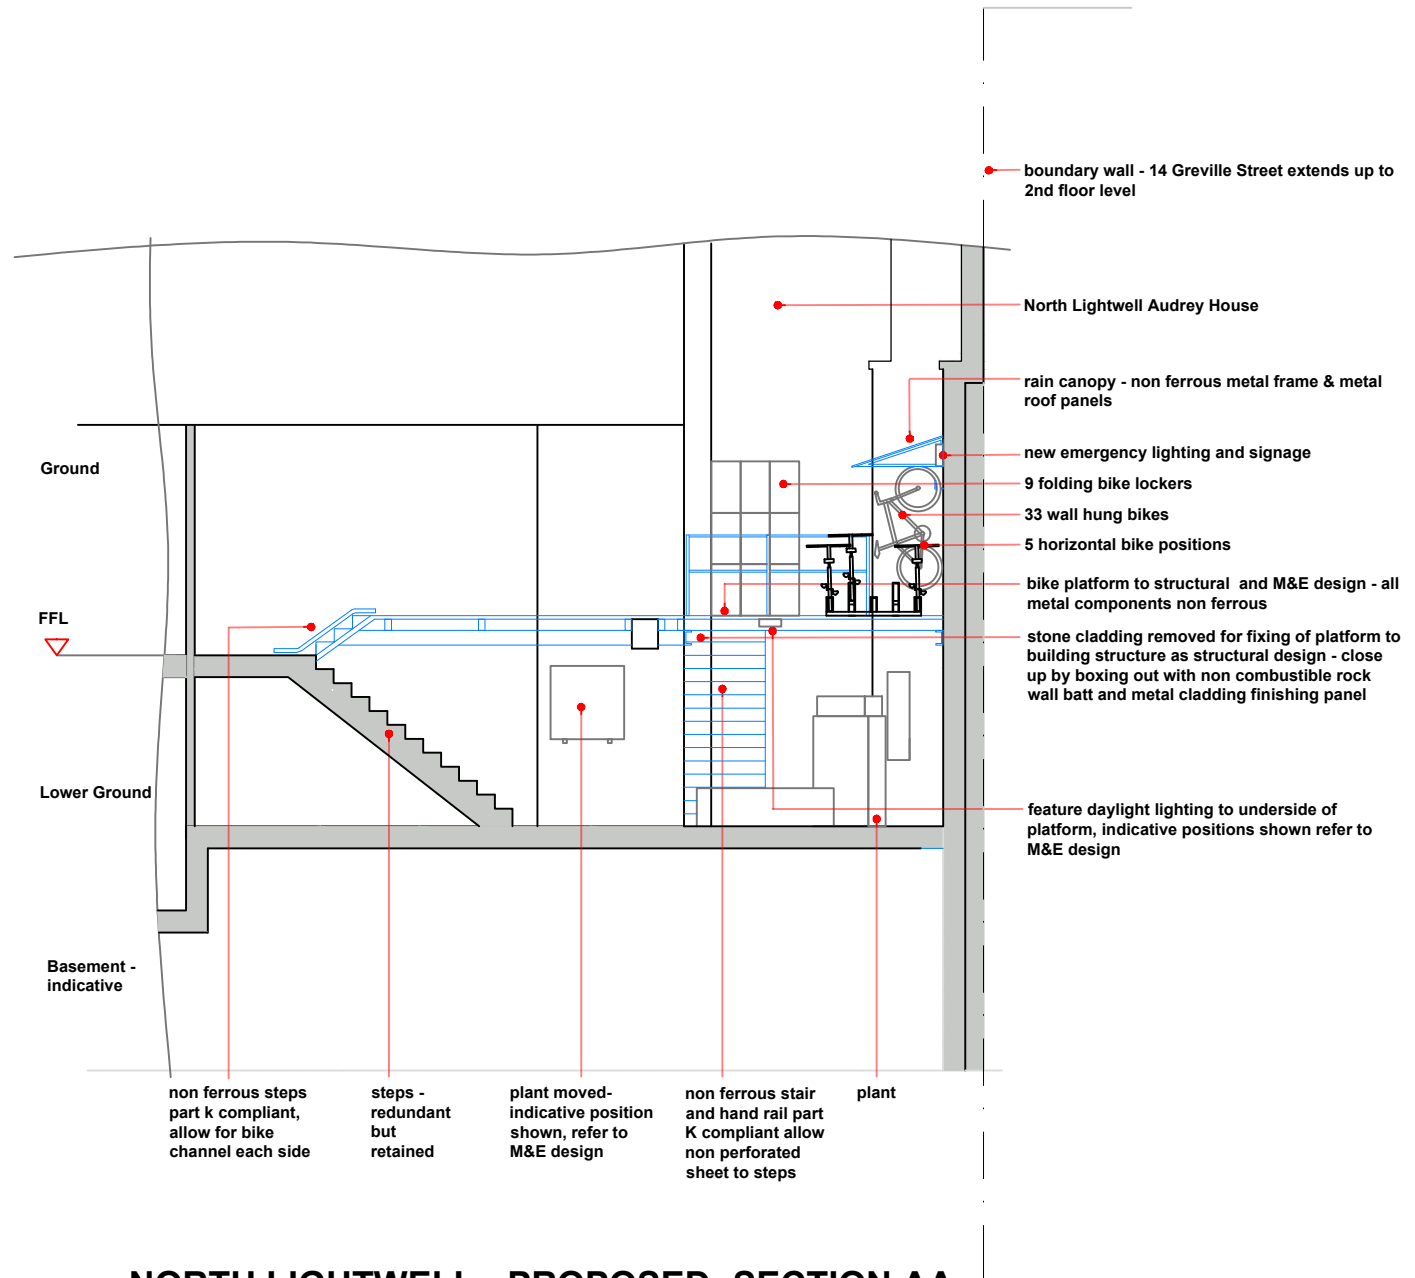 boundary wall - 14 Greville Street extends up to
2nd floor level
North Lightwell Audrey House
rain canopy - non ferrous metal frame & metal
roof panels
Ground
new emergency lighting and signage
9 folding bike lockers
33 wall hung bikes
5 horizontal bike positions
bike platform to structural and M&E design - all
metal components non ferrous
FFL
stone cladding removed for fixing of platform to
building structure as structural design - close
up by boxing out with non combustible rock
wall batt and metal cladding finishing panel
Lower Ground
feature daylight lighting to underside of
platform, indicative positions shown refer to
M&E design
Basement -
indicative
non ferrous steps
part k compliant,
allow for bike
channel each side
steps -
redundant
but
retained
plant moved-
indicative position
shown, refer to
M&E design
non ferrous stair
and hand rail part
K compliant allow
non perforated
sheet to steps
plant
NORTH LIGHTWELL - PROPOSED SECTION AA